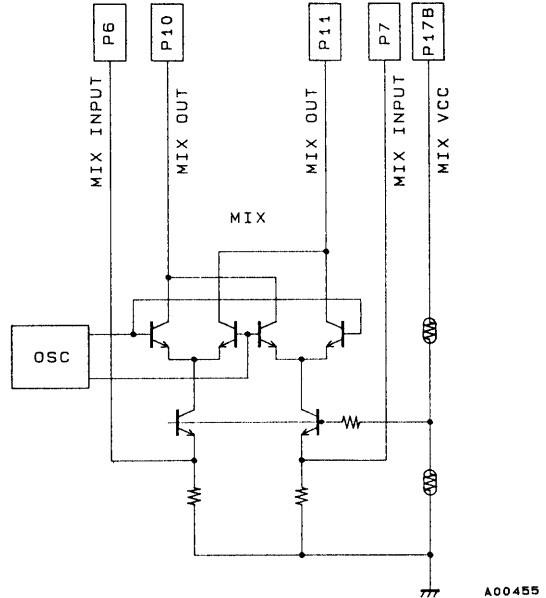 P6
P10
P11
P7
P17B
MIX INPUT
MIX OUT
MIX OUT
MIX INPUT
MIX VCC
MIX
OSC
A00455